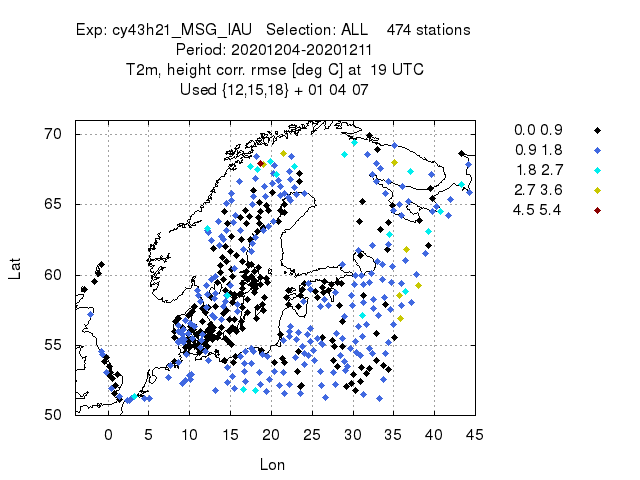 Exp: cy43h21_MSG_IAU Selection: ALL 474 stations
Period: 20201204-20201211
T2m, height corr. rmse [deg C] at 19 UTC
Used {12,15,18} + 01 04 07
70
65
60
55
50
Lat
0 5 10 15 20 25 30 35 40 45
Lon
0.0 0.9
0.9 1.8
1.8 2.7
2.7 3.6
4.5 5.4